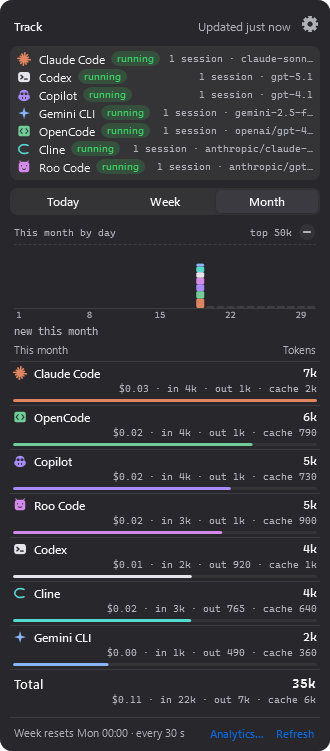 Track Updated just now
Claude Code running 1 session · claude-sonn…
Codex running 1 session · gpt-5.1
Copilot running 1 session · gpt-4.1
Gemini CLI running 1 session · gemini-2.5-f…
OpenCode running 1 session · openai/gpt-4…
Cline running 1 session · anthropic/claude-…
Roo Code running 1 session · anthropic/gpt…
Today Week Month
This month by day top 50k
1 8 15 22 29
new this month
This month Tokens
Claude Code 7k
$0.03 · in 4k · out 1k · cache 2k
OpenCode 6k
$0.02 · in 4k · out 1k · cache 790
Copilot 5k
$0.02 · in 4k · out 1k · cache 730
Roo Code 5k
$0.02 · in 3k · out 1k · cache 900
Codex 4k
$0.01 · in 2k · out 920 · cache 1k
Cline 4k
$0.02 · in 3k · out 765 · cache 640
Gemini CLI 2k
$0.00 · in 1k · out 490 · cache 360
Total 35k
$0.11 · in 22k · out 7k · cache 6k
Week resets Mon 00:00 · every 30 s Analytics… Refresh